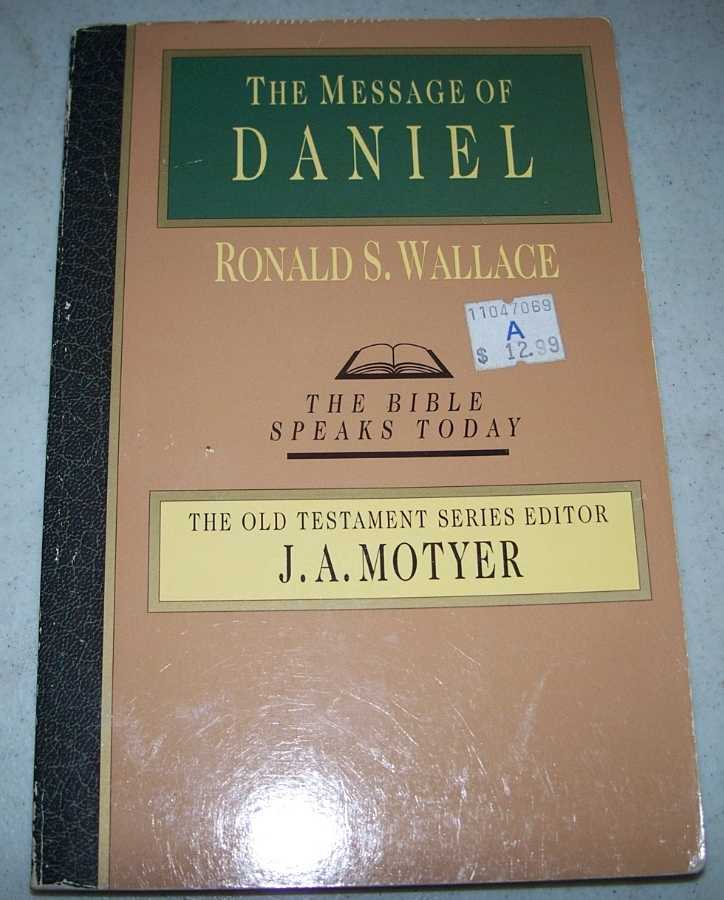 THE MESSAGE OF
DANIEL
RONALD S. WALLACE
11047069
A
$ 12.99
THE BIBLE
SPEAKS TODAY
THE OLD TESTAMENT SERIES EDITOR
J. A. MOTYER